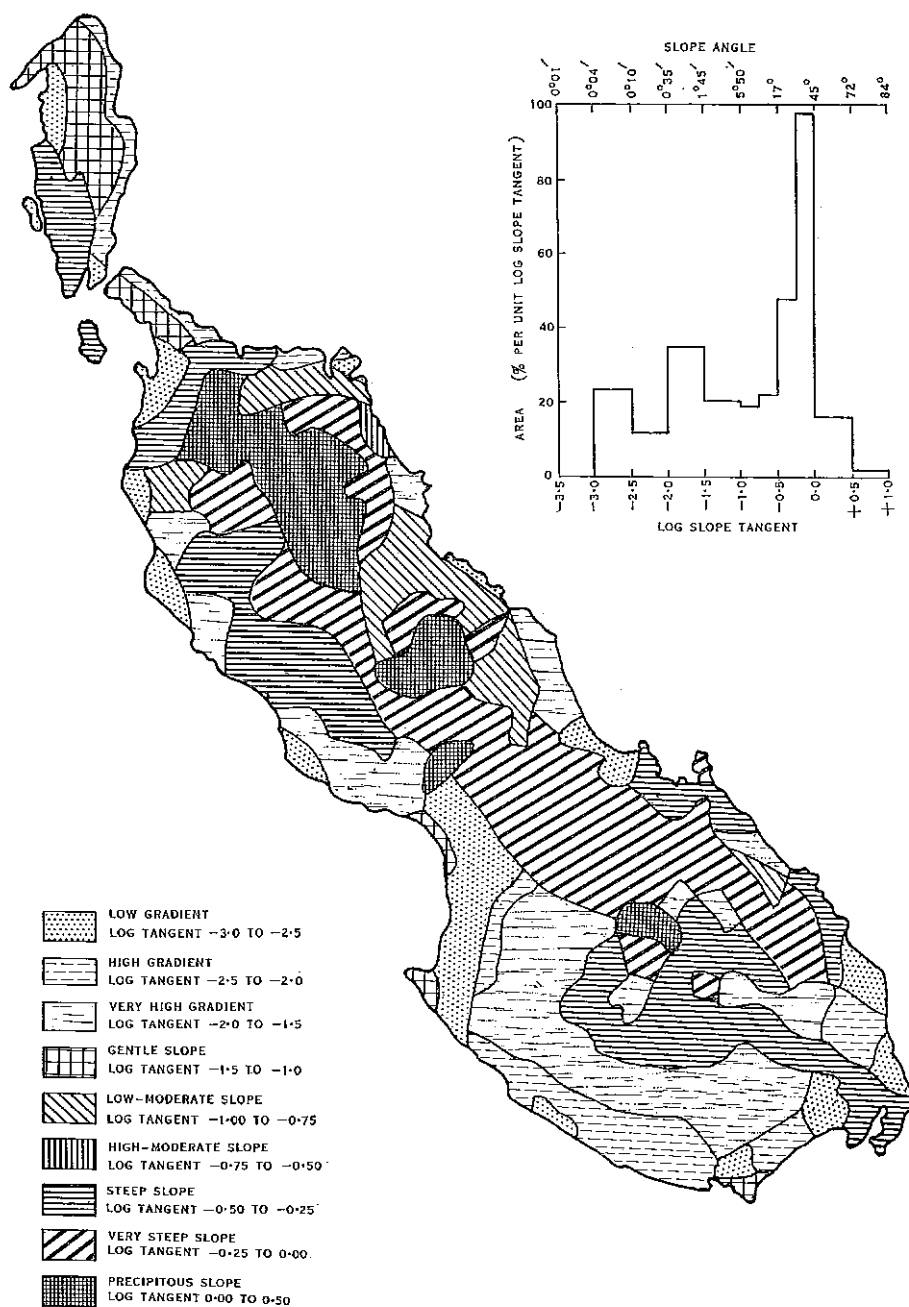 SLOPE ANGLE
0°01′
0°04′
0°10′
0°35′
1°45′
5°50′
17°
45°
72°
84°
100
80
60
40
20
0
AREA (% PER UNIT LOG SLOPE TANGENT)
-3.5
-3.0
-2.5
-2.0
-1.5
-1.0
-0.5
0.0
+0.5
+1.0
LOG SLOPE TANGENT
LOW GRADIENT
LOG TANGENT -3·0 TO -2·5
HIGH GRADIENT
LOG TANGENT -2·5 TO -2·0
VERY HIGH GRADIENT
LOG TANGENT -2·0 TO -1·5
GENTLE SLOPE
LOG TANGENT -1·5 TO -1·0
LOW-MODERATE SLOPE
LOG TANGENT -1·00 TO -0·75
HIGH-MODERATE SLOPE
LOG TANGENT -0·75 TO -0·50
STEEP SLOPE
LOG TANGENT -0·50 TO -0·25
VERY STEEP SLOPE
LOG TANGENT -0·25 TO 0·00
PRECIPITOUS SLOPE
LOG TANGENT 0·00 TO 0·50